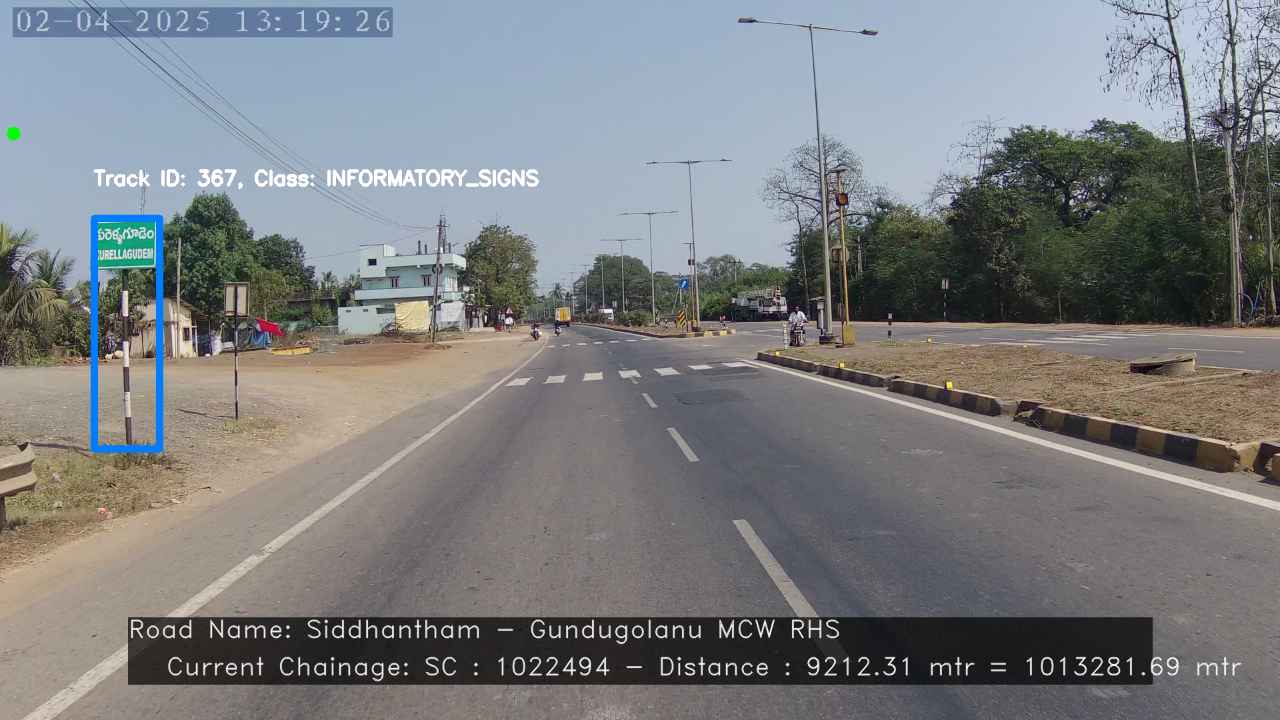 02-04-2025 13:19:26
Track ID: 367, Class: INFORMATORY_SIGNS
Road Name: Siddhantham - Gundugolanu MCW RHS
Current Chainage: SC : 1022494 - Distance : 9212.31 mtr = 1013281.69 mtr